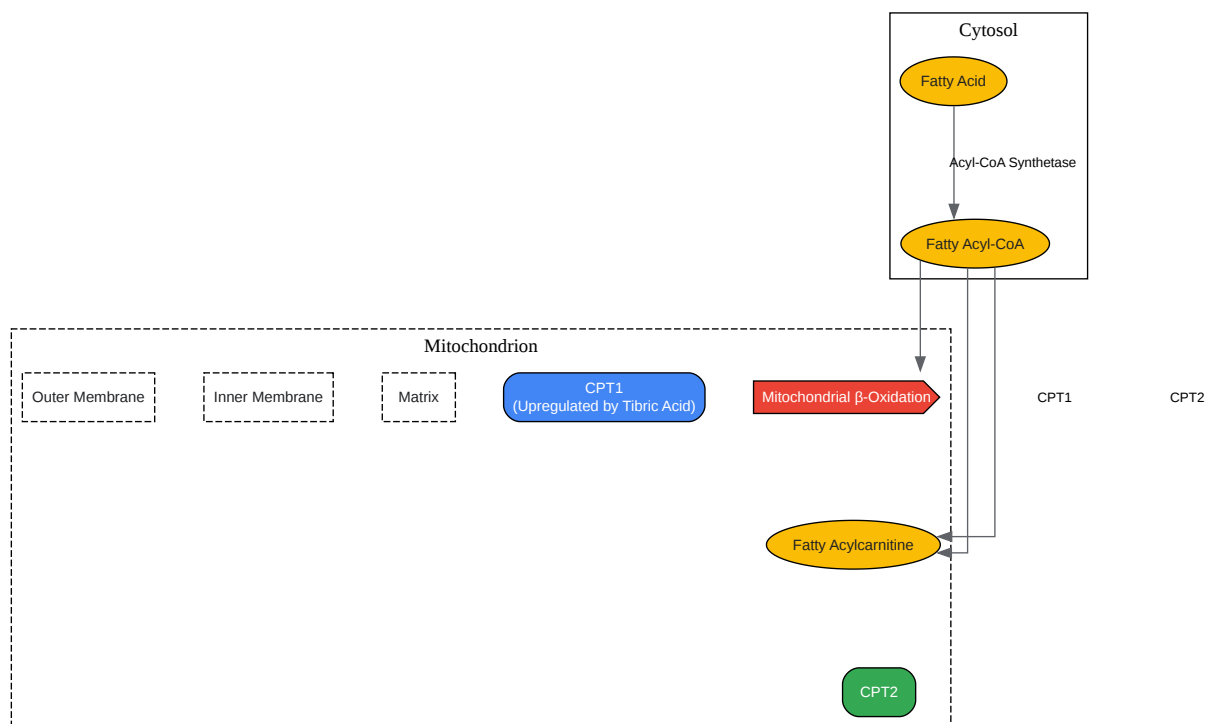 Cytosol
Fatty Acid
Acyl-CoA Synthetase
Fatty Acyl-CoA
Mitochondrion
Outer Membrane
Inner Membrane
Matrix
CPT1
(Upregulated by Tibric Acid)
Mitochondrial β-Oxidation
CPT1
CPT2
Fatty Acylcarnitine
CPT2